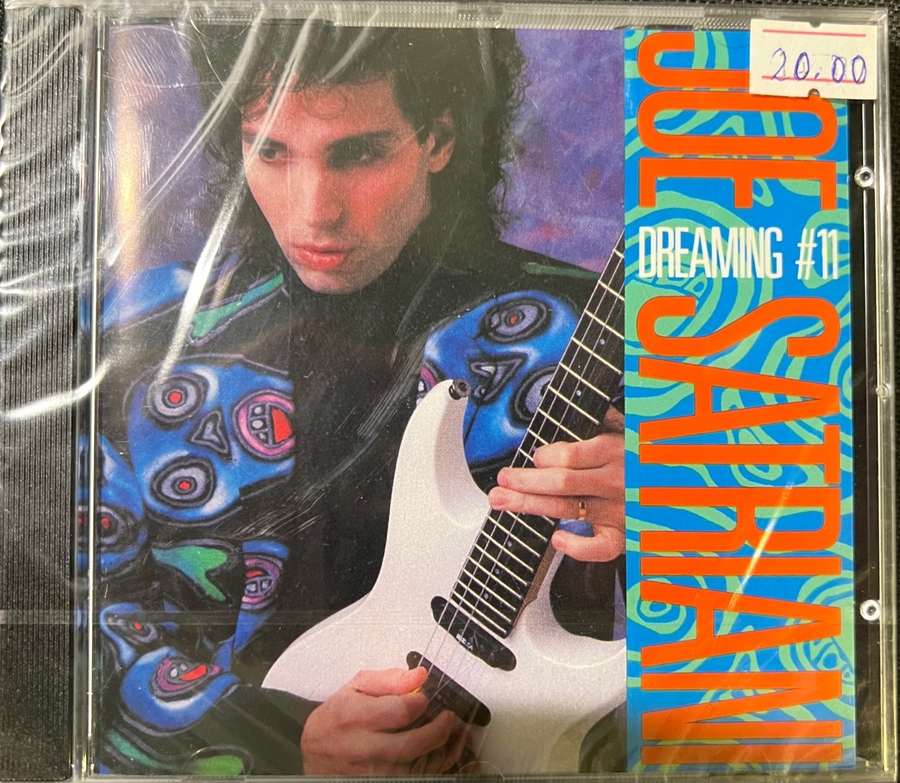 20.00
JOE SATRIANI
DREAMING #11